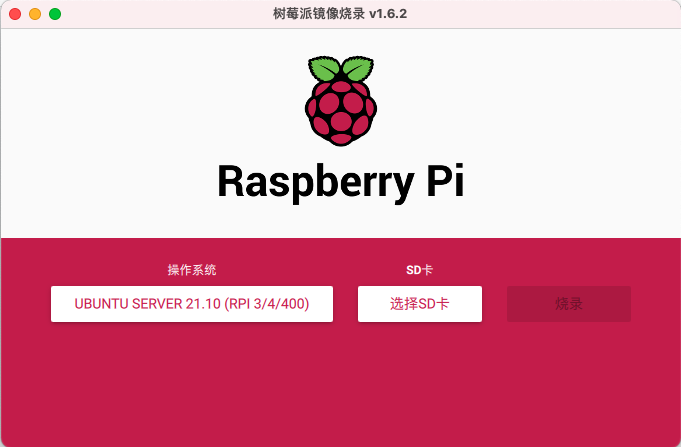 树莓派镜像烧录 v1.6.2
Raspberry Pi
操作系统
SD卡
UBUNTU SERVER 21.10 (RPI 3/4/400)
选择SD卡
烧录